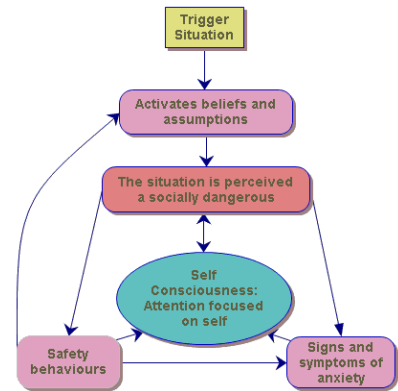 Trigger
Situation
Activates beliefs and
assumptions
The situation is perceived
a socially dangerous
Self
Consciousness:
Attention focused
on self
Safety
behaviours
Signs and
symptoms of
anxiety